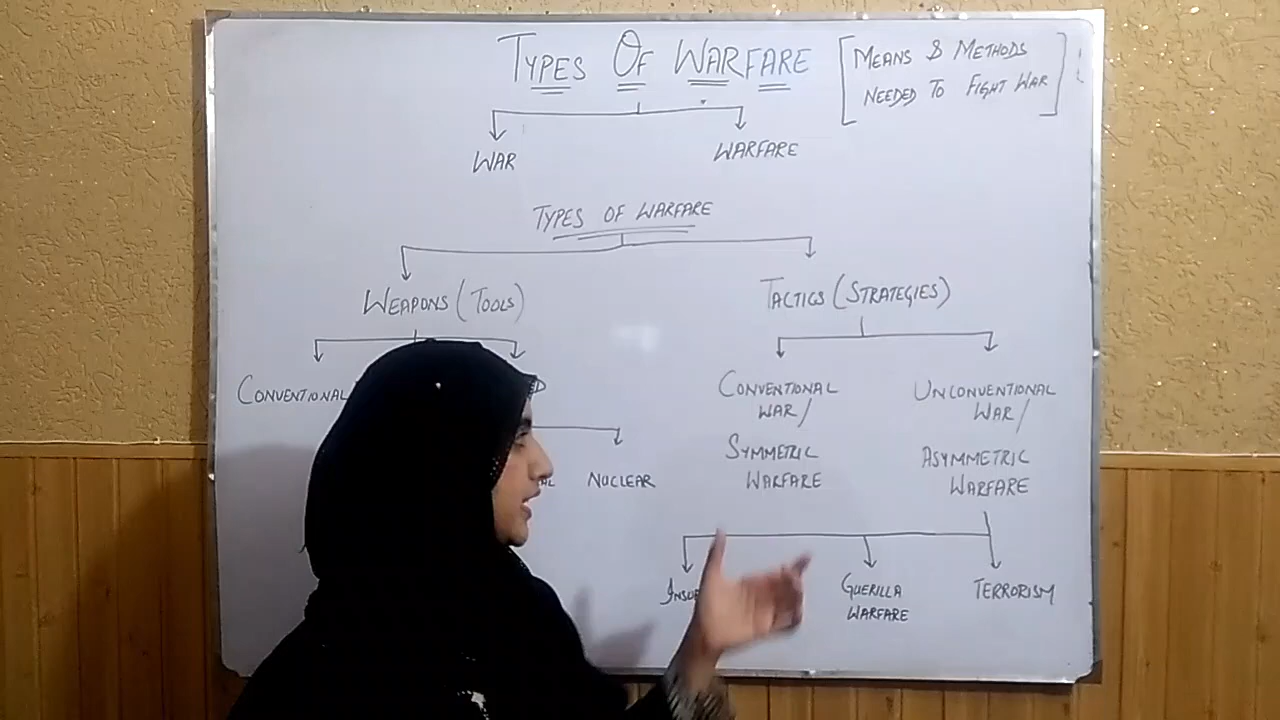 TYPES OF WARFARE
[MEANS & METHODS
NEEDED TO FIGHT WAR]
WAR
WARFARE
TYPES OF WARFARE
WEAPONS (TOOLS)
TACTICS (STRATEGIES)
CONVENTIONAL
CONVENTIONAL
WAR/
SYMMETRIC
WARFARE
UNCONVENTIONAL
WAR/
ASYMMETRIC
WARFARE
NUCLEAR
GUERILLA
WARFARE
TERRORISM